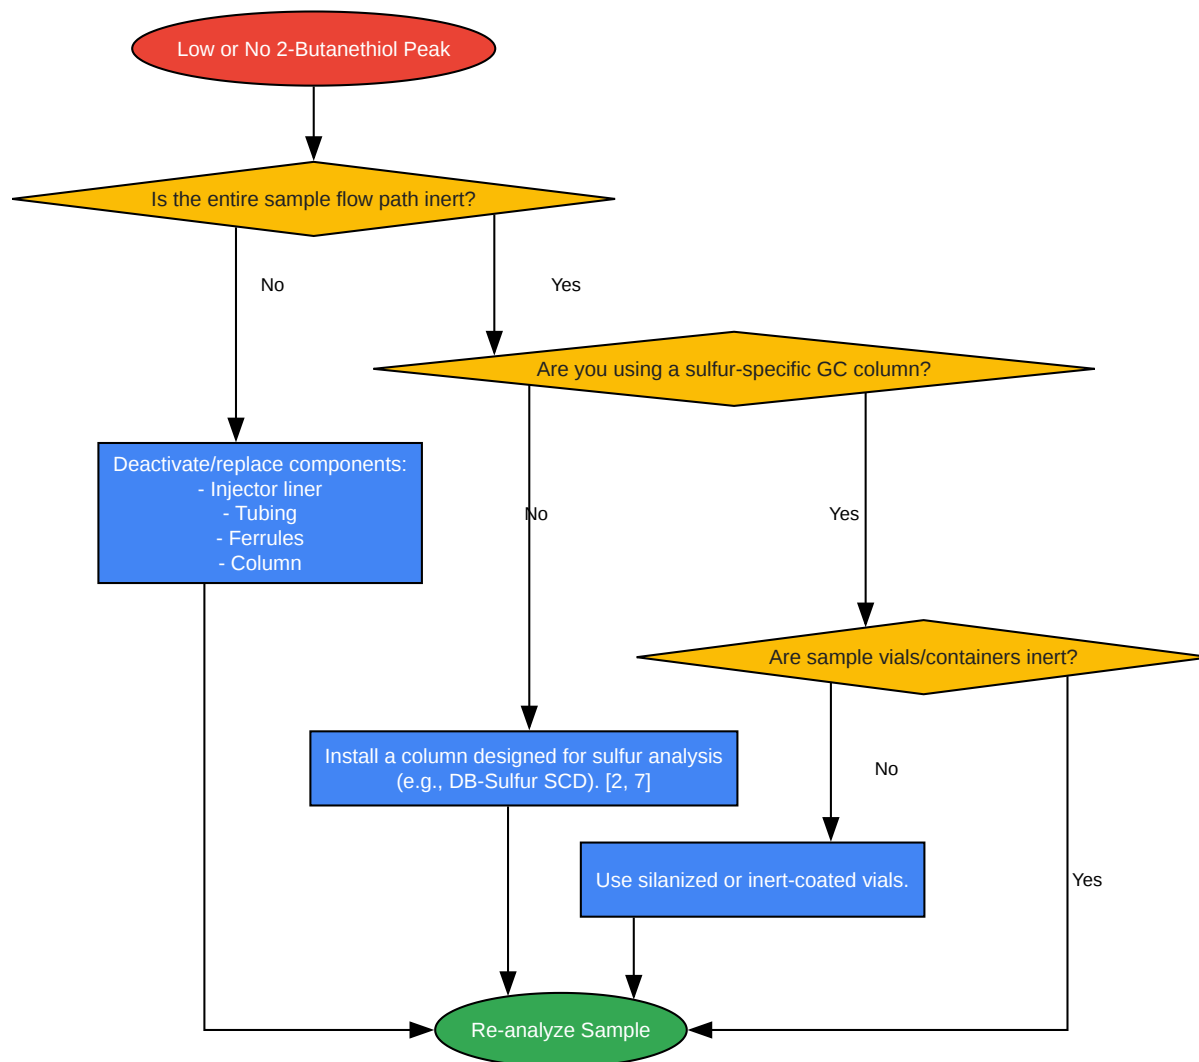 Low or No 2-Butanethiol Peak
Is the entire sample flow path inert?
No
Yes
Are you using a sulfur-specific GC column?
Deactivate/replace components:
- Injector liner
- Tubing
- Ferrules
- Column
No
Yes
Are sample vials/containers inert?
Install a column designed for sulfur analysis
(e.g., DB-Sulfur SCD). [2, 7]
No
Use silanized or inert-coated vials.
Yes
Re-analyze Sample